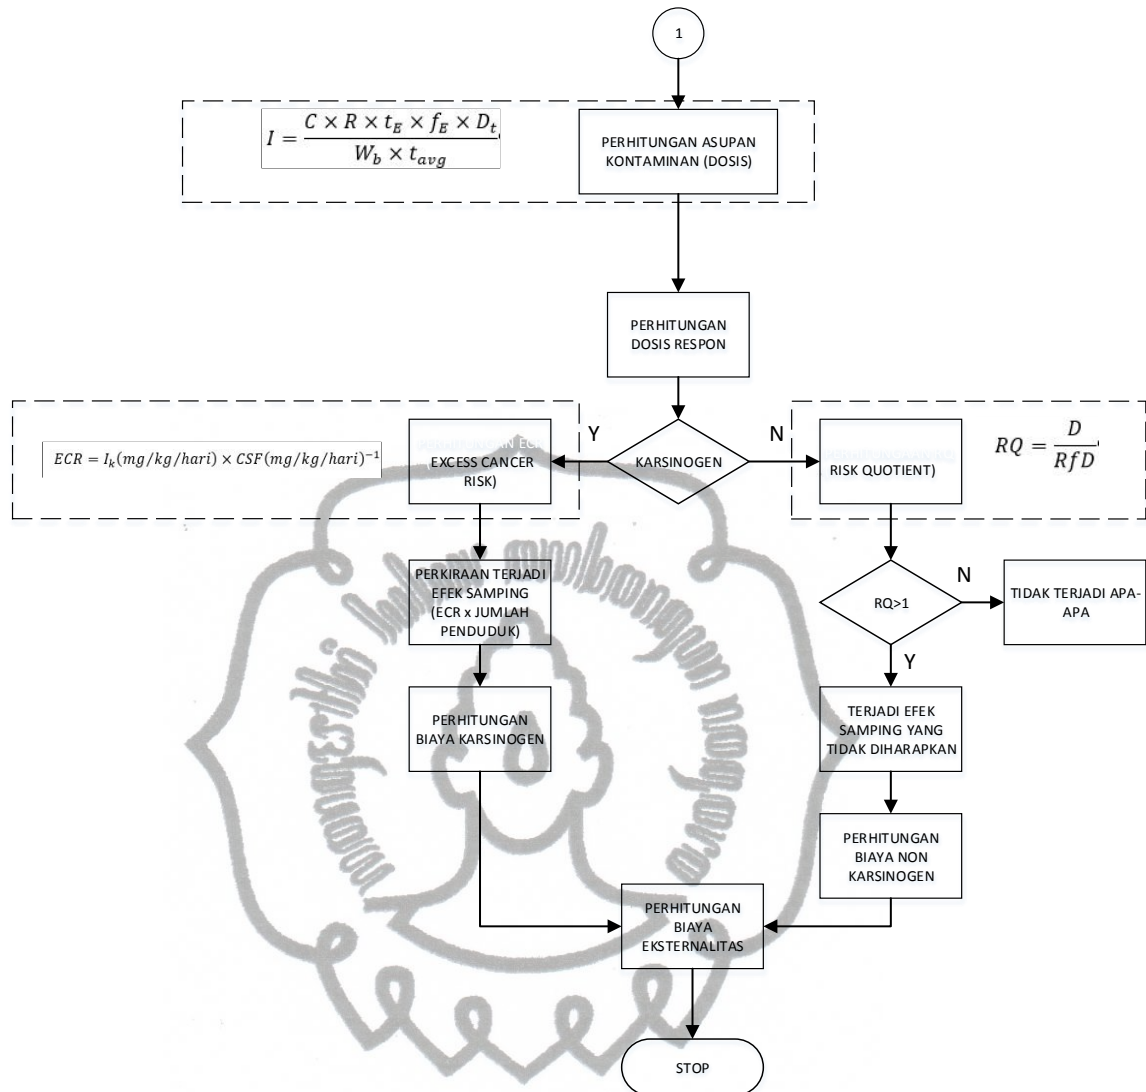 1
I = C × R × t_E × f_E × D_t / W_b × t_avg
PERHITUNGAN ASUPAN
KONTAMINAN (DOSIS)
PERHITUNGAN
DOSIS RESPON
ECR = I_k(mg/kg/hari) × CSF(mg/kg/hari)^-1
EXCESS CANCER
RISK)
Y
KARSINOGEN
N
RISK QUOTIENT)
RQ = D / RfD
PERKIRAAN TERJADI
EFEK SAMPING
(ECR x JUMLAH
PENDUDUK)
RQ>1
N
TIDAK TERJADI APA-
APA
Y
PERHITUNGAN
BIAYA KARSINOGEN
TERJADI EFEK
SAMPING YANG
TIDAK DIHARAPKAN
PERHITUNGAN
BIAYA NON
KARSINOGEN
PERHITUNGAN
BIAYA
EKSTERNALITAS
STOP